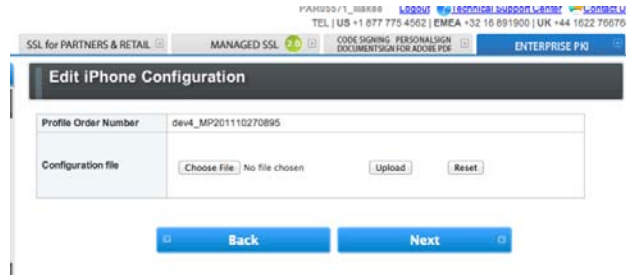 Logout Technical Support Center Contact U
TEL | US +1 877 775 4562 | EMEA +32 16 891900 | UK +44 1622 76676
SSL for PARTNERS & RETAIL MANAGED SSL 2.0 CODE SIGNING PERSONALSIGN ENTERPRISE PKI
DOCUMENTSIGN FOR ADOBE PDF
Edit iPhone Configuration
Profile Order Number dev4_MP201110270895
Configuration file Choose File No file chosen Upload Reset
Back Next